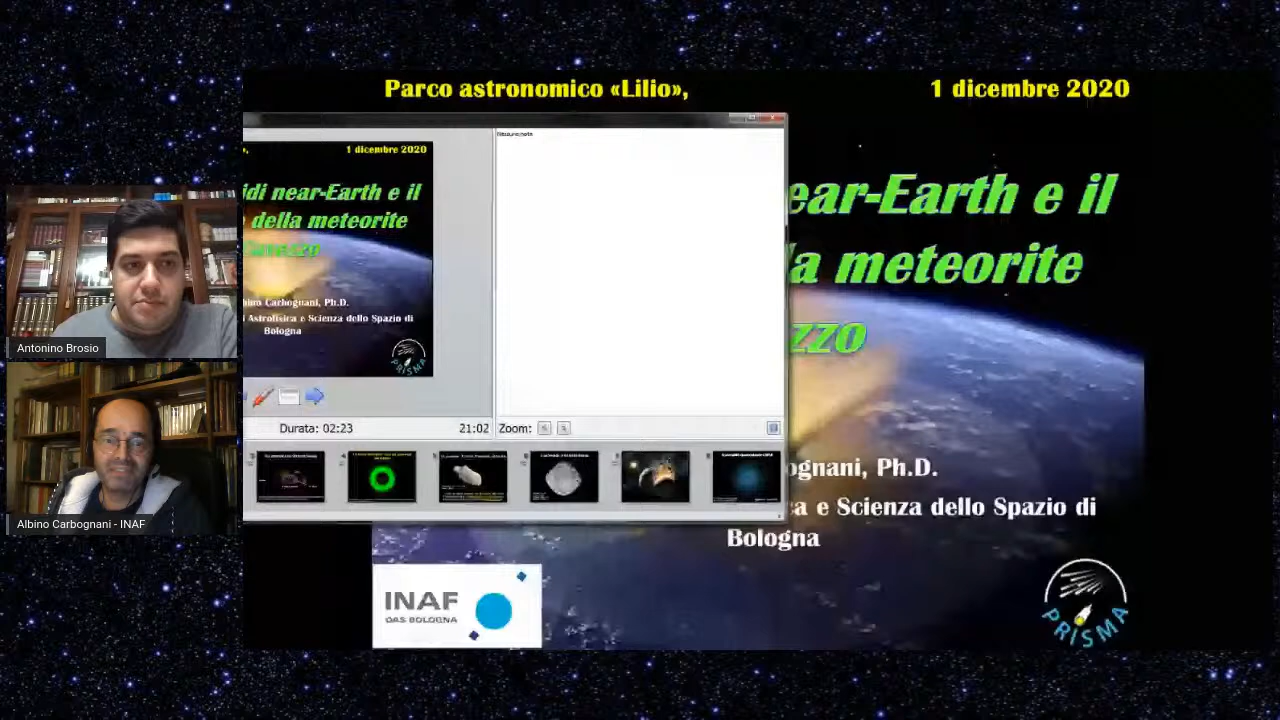 Parco astronomico «Lilio»,
1 dicembre 2020
1 dicembre 2020
idi near-Earth e il
della meteorite
Cavezzo
bino Carbognani, Ph.D.
i Astrofisica e Scienza dello Spazio di
Bologna
PRISMA
Durata: 02:23
21:02
Zoom:
ear-Earth e il
la meteorite
zzo
ognani, Ph.D.
ca e Scienza dello Spazio di
Bologna
INAF
OAS BOLOGNA
PRISMA
Antonino Brosio
Albino Carbognani - INAF